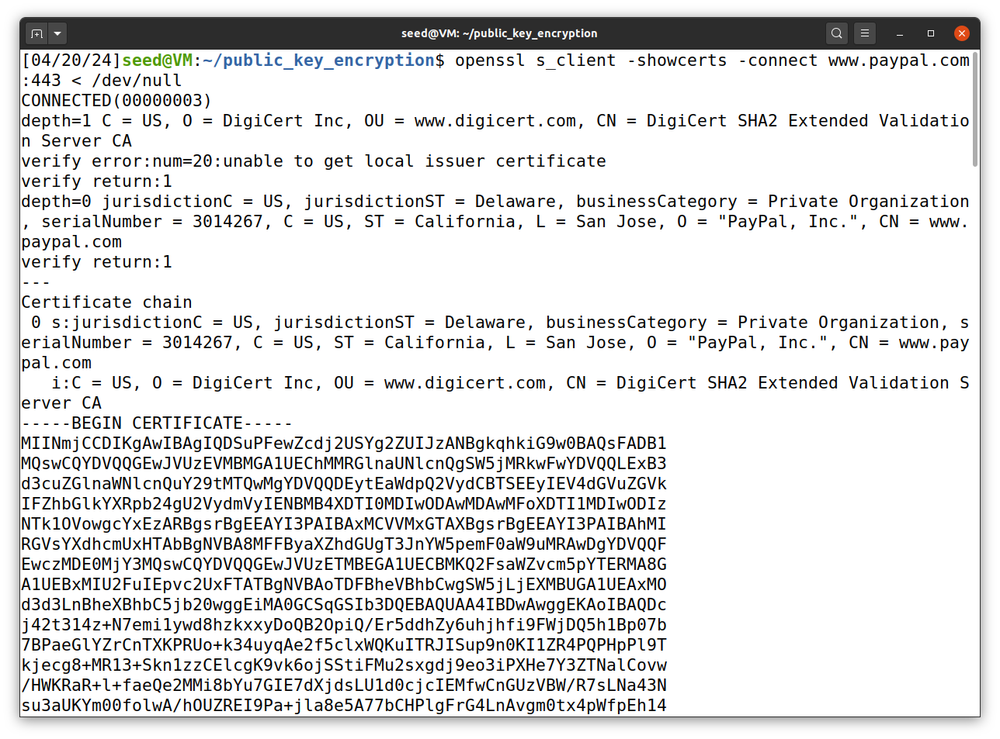 seed@VM: ~/public_key_encryption
[04/20/24]seed@VM:~/public_key_encryption$ openssl s_client -showcerts -connect www.paypal.com
:443 < /dev/null
CONNECTED(00000003)
depth=1 C = US, O = DigiCert Inc, OU = www.digicert.com, CN = DigiCert SHA2 Extended Validatio
n Server CA
verify error:num=20:unable to get local issuer certificate
verify return:1
depth=0 jurisdictionC = US, jurisdictionST = Delaware, businessCategory = Private Organization
, serialNumber = 3014267, C = US, ST = California, L = San Jose, O = "PayPal, Inc.", CN = www.
paypal.com
verify return:1
---
Certificate chain
 0 s:jurisdictionC = US, jurisdictionST = Delaware, businessCategory = Private Organization, s
erialNumber = 3014267, C = US, ST = California, L = San Jose, O = "PayPal, Inc.", CN = www.pay
pal.com
   i:C = US, O = DigiCert Inc, OU = www.digicert.com, CN = DigiCert SHA2 Extended Validation S
erver CA
-----BEGIN CERTIFICATE-----
MIINmjCCDIKgAwIBAgIQDSuPFewZcdj2USYg2ZUIJzANBgkqhkiG9w0BAQsFADB1
MQswCQYDVQQGEwJVUzEVMBMGA1UEChMMRGlnaUNlcnQgSW5jMRkwFwYDVQQLExB3
d3cuZGlnaWNlcnQuY29tMTQwMgYDVQQDEytEaWdpQ2VydCBTSEEyIEV4dGVuZGVk
IFZhbGlkYXRpb24gU2VydmVyIENBMB4XDTI0MDIwODAwMDAwMFoXDTI1MDIwODIz
NTk1OVowgcYxEzARBgsrBgEEAYI3PAIBAxMCVVMxGTAXBgsrBgEEAYI3PAIBAhMI
RGVsYXdhcmUxHTAbBgNVBA8MFFByaXZhdGUgT3JnYW5pemF0aW9uMRAwDgYDVQQF
EwczMDE0MjY3MQswCQYDVQQGEwJVUzETMBEGA1UECBMKQ2FsaWZvcm5pYTERMA8G
A1UEBxMIU2FuIEpvc2UxFTATBgNVBAoTDFBheVBhbCwgSW5jLjEXMBUGA1UEAxMO
d3d3LnBheXBhbC5jb20wggEiMA0GCSqGSIb3DQEBAQUAA4IBDwAwggEKAoIBAQDc
j42t314z+N7emi1ywd8hzkxxyDoQB2OpiQ/Er5ddhZy6uhjhfi9FWjDQ5h1Bp07b
7BPaeGlYZrCnTXKPRUo+k34uyqAe2f5clxWQKuITRJISup9n0KI1ZR4PQPHpPl9T
kjecg8+MR13+Skn1zzCElcgK9vk6ojSStiFMu2sxgdj9eo3iPXHe7Y3ZTNalCovw
/HWKRaR+l+faeQe2MMi8bYu7GIE7dXjdsLU1d0cjcIEMfwCnGUzVBW/R7sLNa43N
su3aUKYm00folwA/hOUZREI9Pa+jla8e5A77bCHPlgFrG4LnAvgm0tx4pWfpEh14